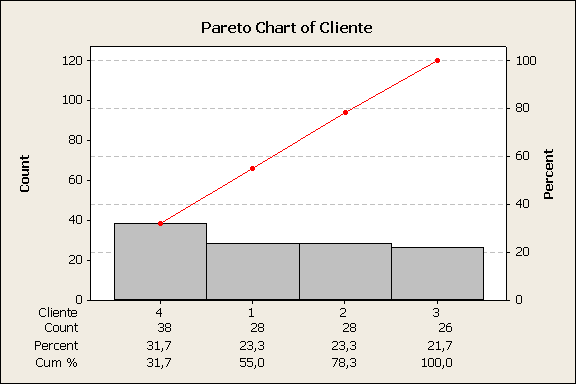 Pareto Chart of Cliente
120
100
80
60
40
20
0
Count
100
80
60
40
20
0
Percent
Cliente 4 1 2 3
Count 38 28 28 26
Percent 31,7 23,3 23,3 21,7
Cum % 31,7 55,0 78,3 100,0